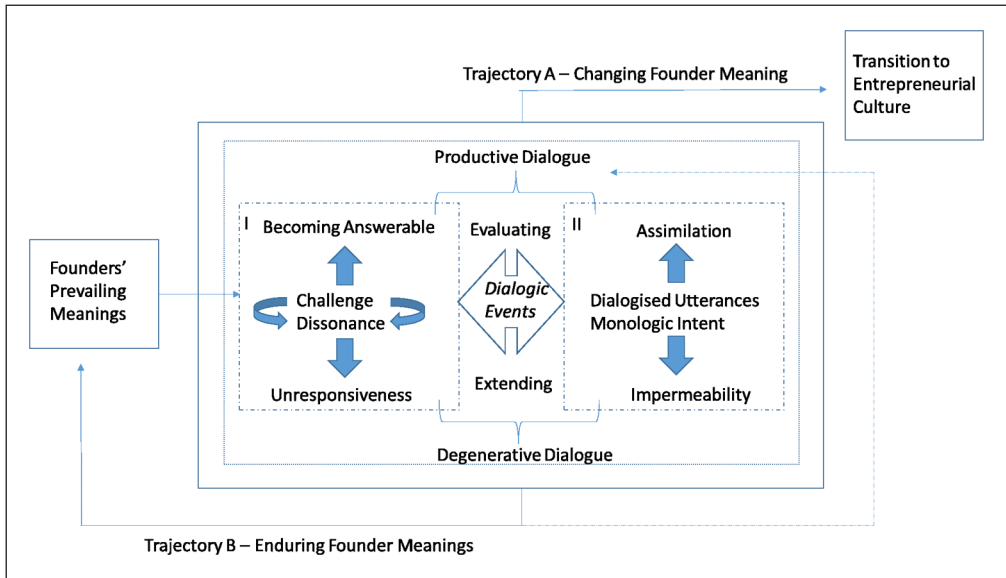 Trajectory A – Changing Founder Meaning
Transition to
Entrepreneurial
Culture
Productive Dialogue
I
Becoming Answerable
Evaluating
II
Assimilation
Founders'
Prevailing
Meanings
Challenge
Dissonance
Dialogic
Events
Dialogised Utterances
Monologic Intent
Unresponsiveness
Extending
Impermeability
Degenerative Dialogue
Trajectory B – Enduring Founder Meanings